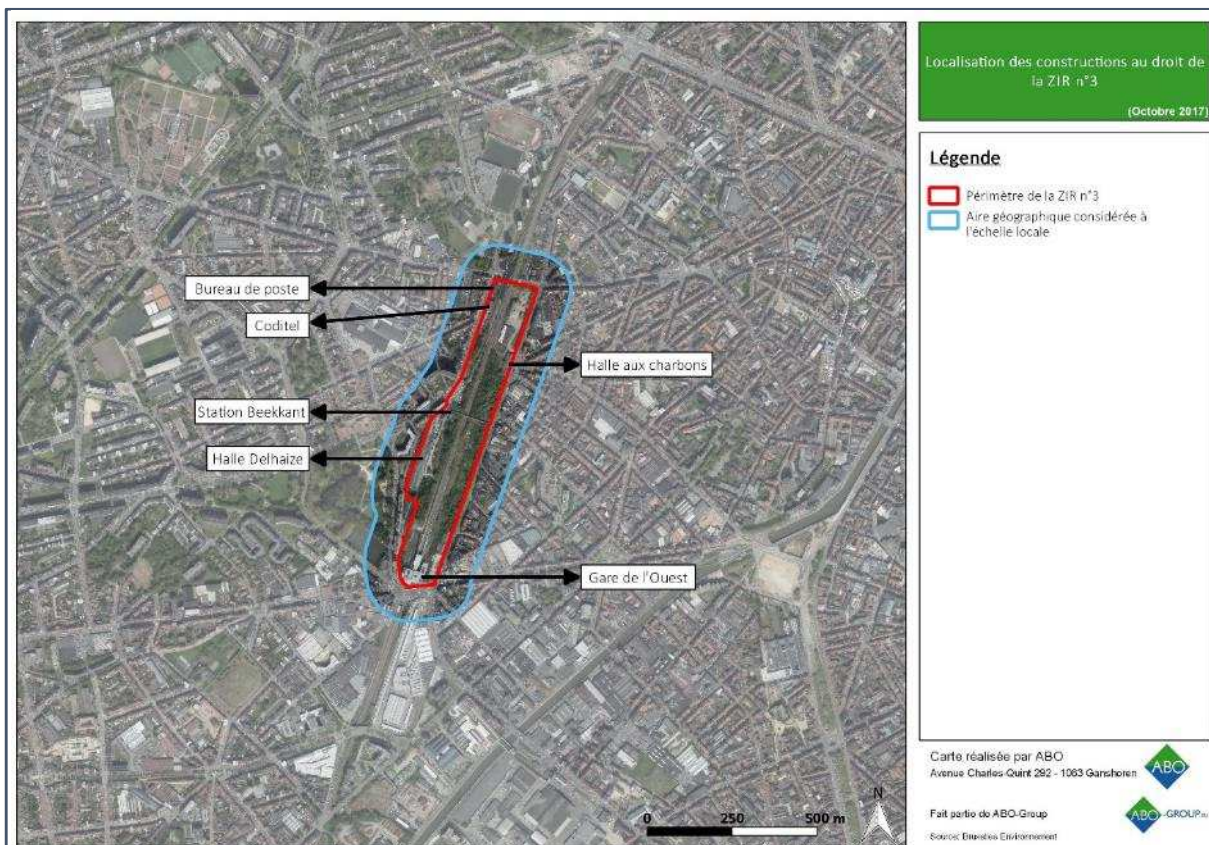 Localisation des constructions au droit de
la ZIR n°3
(Octobre 2017)
Légende
Périmètre de la ZIR n°3
Aire géographique considérée à
l'échelle locale
Bureau de poste
Coditel
Halle aux charbons
Station Beekkant
Halle Delhaize
Gare de l'Ouest
N
0 250 500 m
Carte réalisée par ABO
Avenue Charles-Quint 292 - 1083 Ganshoren
ABO
Fait partie de ABO-Group
ABO-GROUP.eu
Source: Bruxelles Environnement